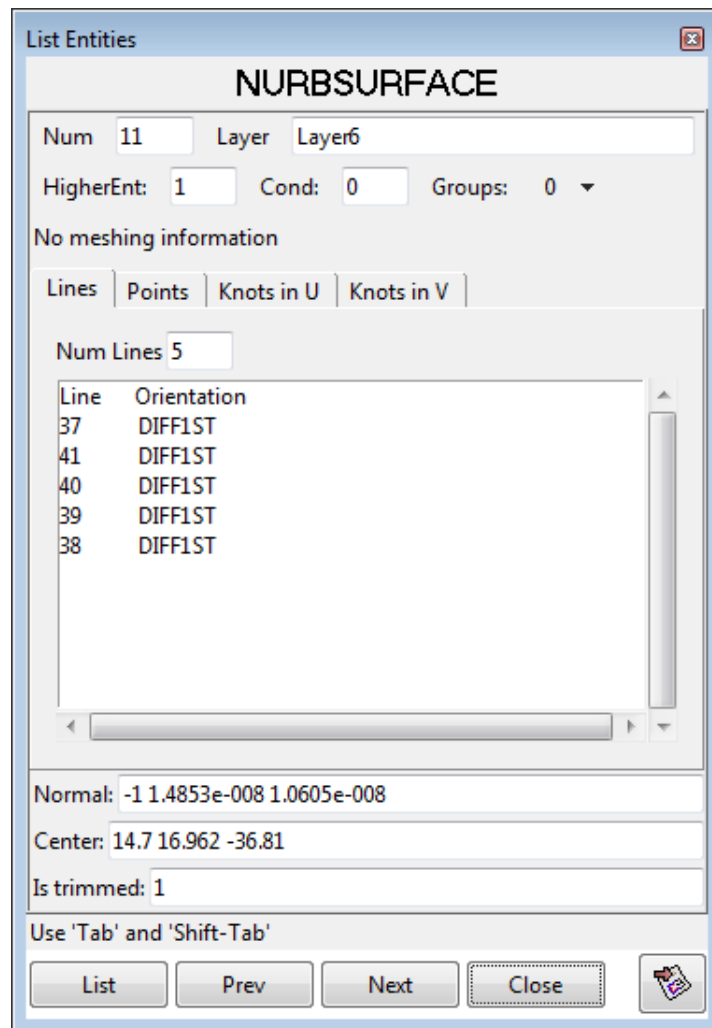 List Entities
NURBSURFACE
Num 11 Layer Layer6
HigherEnt: 1 Cond: 0 Groups: 0
No meshing information
Lines Points Knots in U Knots in V
Num Lines 5
Line Orientation
37 DIFF1ST
41 DIFF1ST
40 DIFF1ST
39 DIFF1ST
38 DIFF1ST
Normal: -1 1.4853e-008 1.0605e-008
Center: 14.7 16.962 -36.81
Is trimmed: 1
Use 'Tab' and 'Shift-Tab'
List Prev Next Close